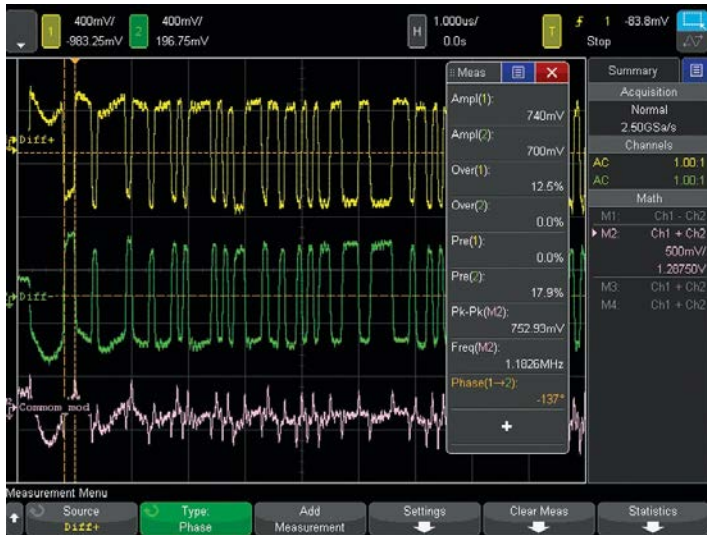 1 400mV/ -983.25mV
2 400mV/ 196.75mV
H 1.000us/ 0.0s
T 1 -83.8mV
Stop
Meas
Ampl(1):
740mV
Ampl(2):
700mV
Over(1):
12.5%
Over(2):
0.0%
Pre(1):
0.0%
Pre(2):
17.9%
Pk-Pk(M2):
752.93mV
Freq(M2):
1.1826MHz
Phase(1→2):
-137°
+
Summary
Acquisition
Normal
2.50GSa/s
Channels
AC 1.00:1
AC 1.00:1
Math
M1: Ch1 - Ch2
M2: Ch1 + Ch2
500mV/
1.28750V
M3: Ch1 + Ch2
M4: Ch1 + Ch2
Diff+
Diff-
Commom mod
Measurement Menu
Source
Diff+
Type:
Phase
Add
Measurement
Settings
Clear Meas
Statistics